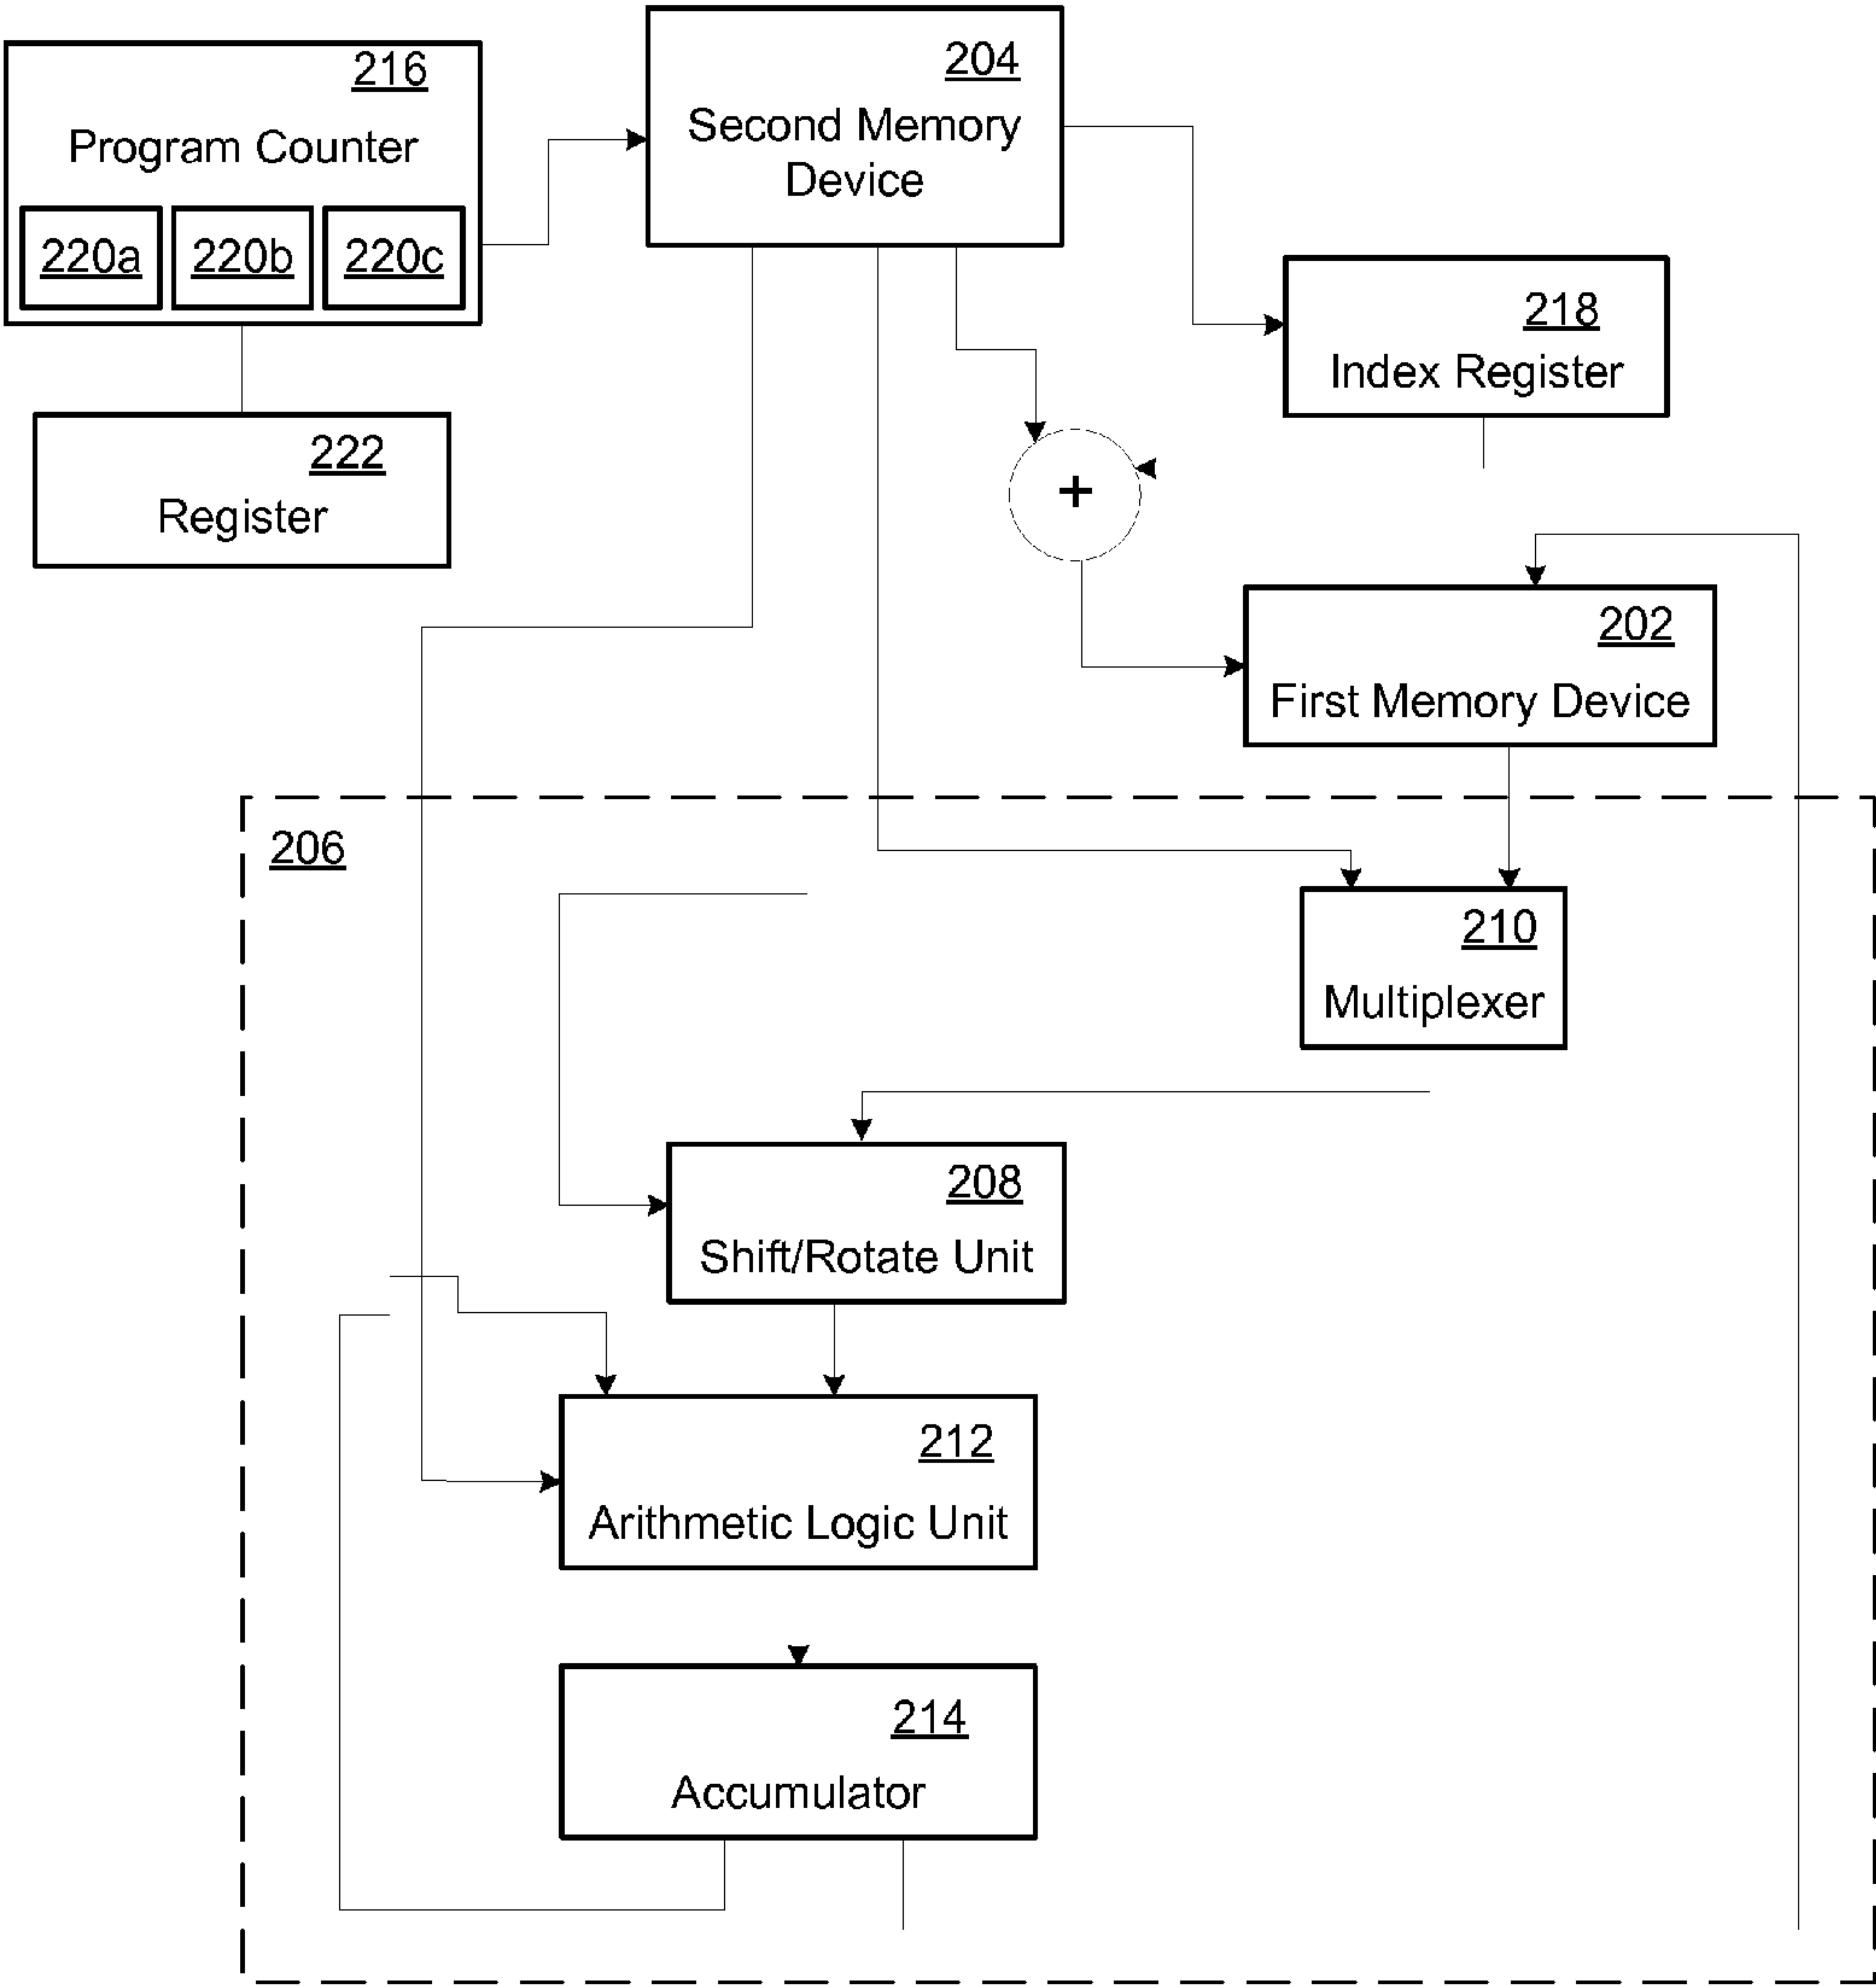 216
Program Counter
220a 220b 220c
204
Second Memory
Device
218
Index Register
222
Register
+
202
First Memory Device
206
210
Multiplexer
208
Shift/Rotate Unit
212
Arithmetic Logic Unit
214
Accumulator